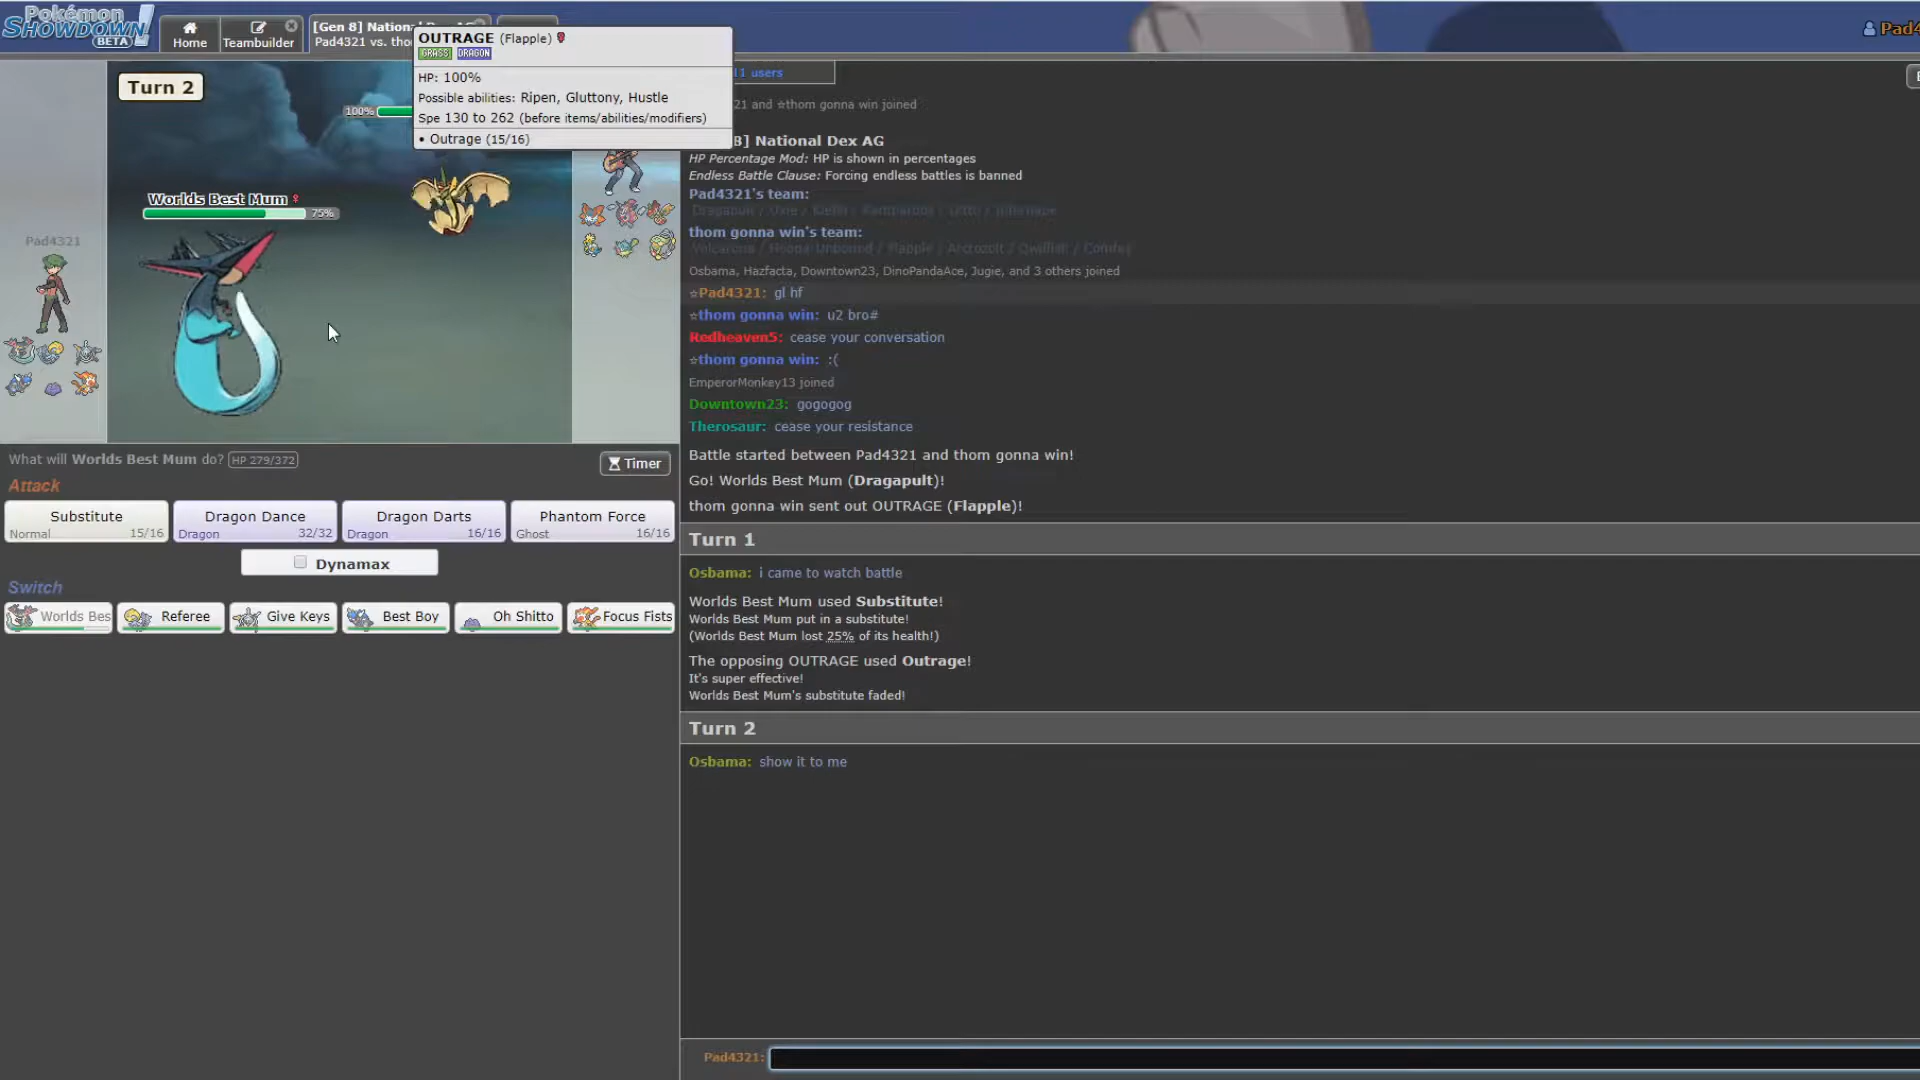 Pokémon
SHOWDOWN
BETA
Home
Teambuilder
[Gen 8] Nationa
Pad4321 vs. tho
OUTRAGE (Flapple)
GRASS DRAGON
HP: 100%
Possible abilities: Ripen, Gluttony, Hustle
Spe 130 to 262 (before items/abilities/modifiers)
• Outrage (15/16)
Pad4
Turn 2
100%
Worlds Best Mum
75%
Pad4321
What will Worlds Best Mum do? HP 279/372
Timer
Attack
Substitute
Normal 15/16
Dragon Dance
Dragon 32/32
Dragon Darts
Dragon 16/16
Phantom Force
Ghost 16/16
Dynamax
Switch
Worlds Bes
Referee
Give Keys
Best Boy
Oh Shitto
Focus Fists
11 users
21 and ☆thom gonna win joined
8] National Dex AG
HP Percentage Mod: HP is shown in percentages
Endless Battle Clause: Forcing endless battles is banned
Pad4321's team:
thom gonna win's team:
Volcarona / Hoopa-Unbound / Flapple / Arctozolt / Qwilfish / Comfey
Osbama, Hazfacta, Downtown23, DinoPandaAce, Jugie, and 3 others joined
☆Pad4321: gl hf
☆thom gonna win: u2 bro#
Redheaven5: cease your conversation
☆thom gonna win: :(
EmperorMonkey13 joined
Downtown23: gogogog
Therosaur: cease your resistance
Battle started between Pad4321 and thom gonna win!
Go! Worlds Best Mum (Dragapult)!
thom gonna win sent out OUTRAGE (Flapple)!
Turn 1
Osbama: i came to watch battle
Worlds Best Mum used Substitute!
Worlds Best Mum put in a substitute!
(Worlds Best Mum lost 25% of its health!)
The opposing OUTRAGE used Outrage!
It's super effective!
Worlds Best Mum's substitute faded!
Turn 2
Osbama: show it to me
Pad4321: